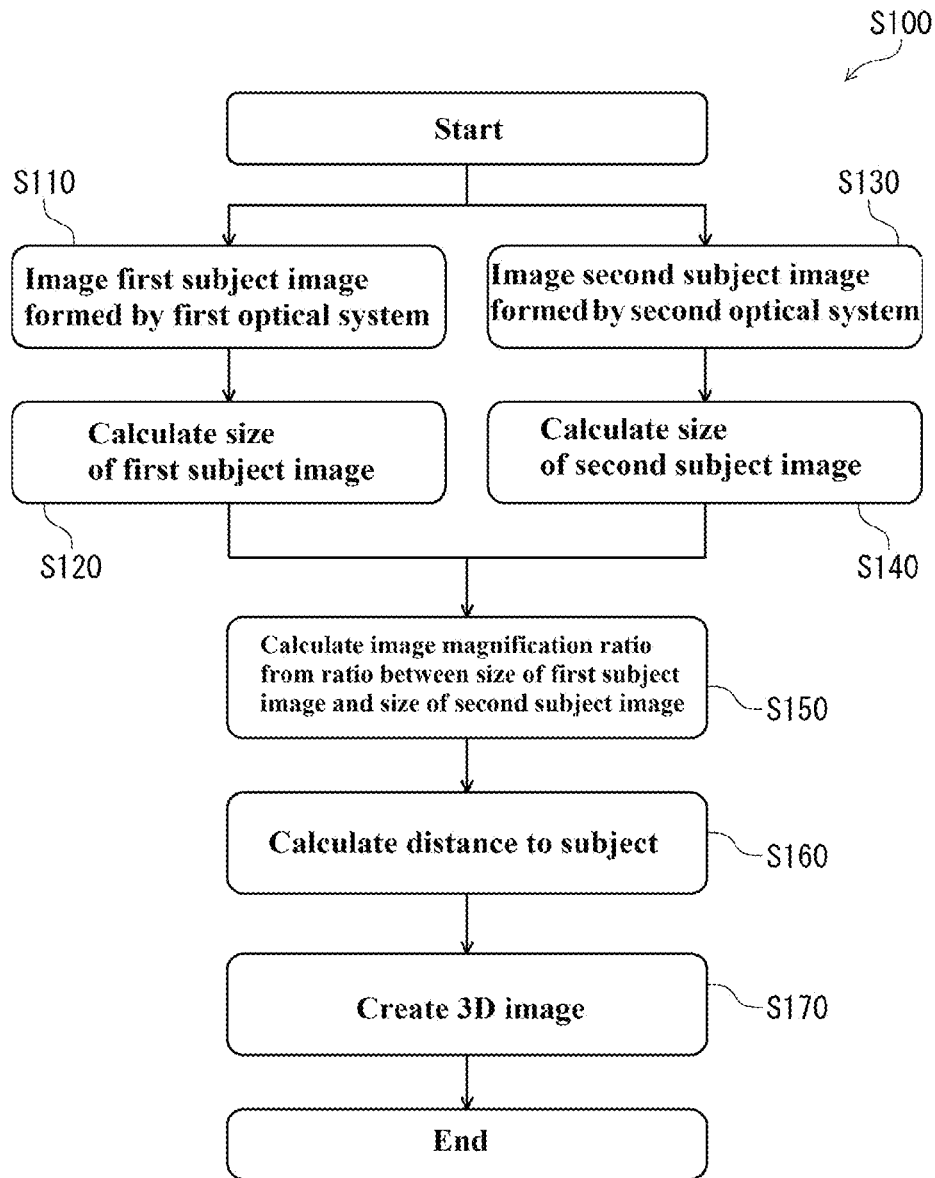 S100
Start
S110
S130
Image first subject image
formed by first optical system
Image second subject image
formed by second optical system
Calculate size
of first subject image
Calculate size
of second subject image
S120
S140
Calculate image magnification ratio
from ratio between size of first subject
image and size of second subject image
S150
Calculate distance to subject
S160
Create 3D image
S170
End